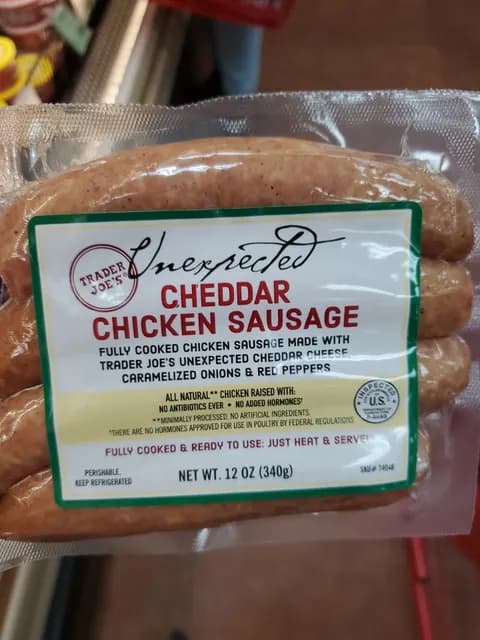 TRADER
JOE'S
Unexpected
CHEDDAR
CHICKEN SAUSAGE
FULLY COOKED CHICKEN SAUSAGE MADE WITH
TRADER JOE'S UNEXPECTED CHEDDAR CHEESE,
CARAMELIZED ONIONS & RED PEPPERS
ALL NATURAL** CHICKEN RAISED WITH:
NO ANTIBIOTICS EVER • NO ADDED HORMONES†
**MINIMALLY PROCESSED, NO ARTIFICIAL INGREDIENTS.
†THERE ARE NO HORMONES APPROVED FOR USE IN POULTRY BY FEDERAL REGULATIONS
INSPECTED
U.S.
FULLY COOKED & READY TO USE: JUST HEAT & SERVE!
PERISHABLE,
KEEP REFRIGERATED
NET WT. 12 OZ (340g)
SKU# 74048